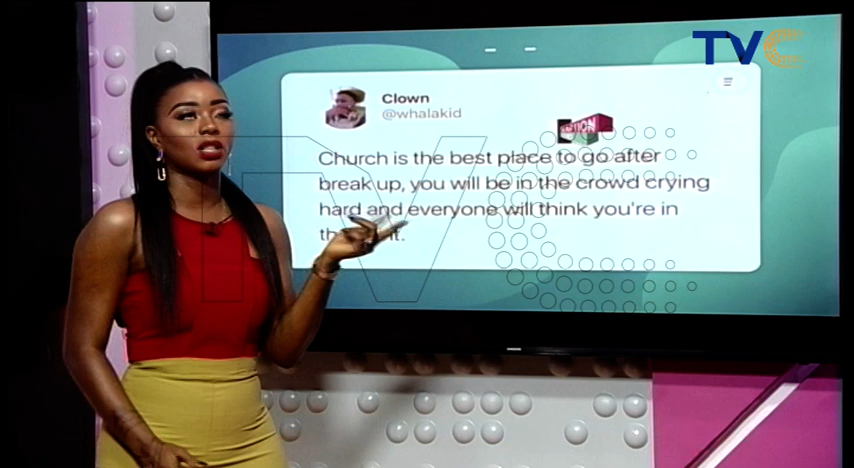 TVC
Clown
@whalakid
Church is the best place to go after
break up, you will be in the crowd crying
hard and everyone will think you're in